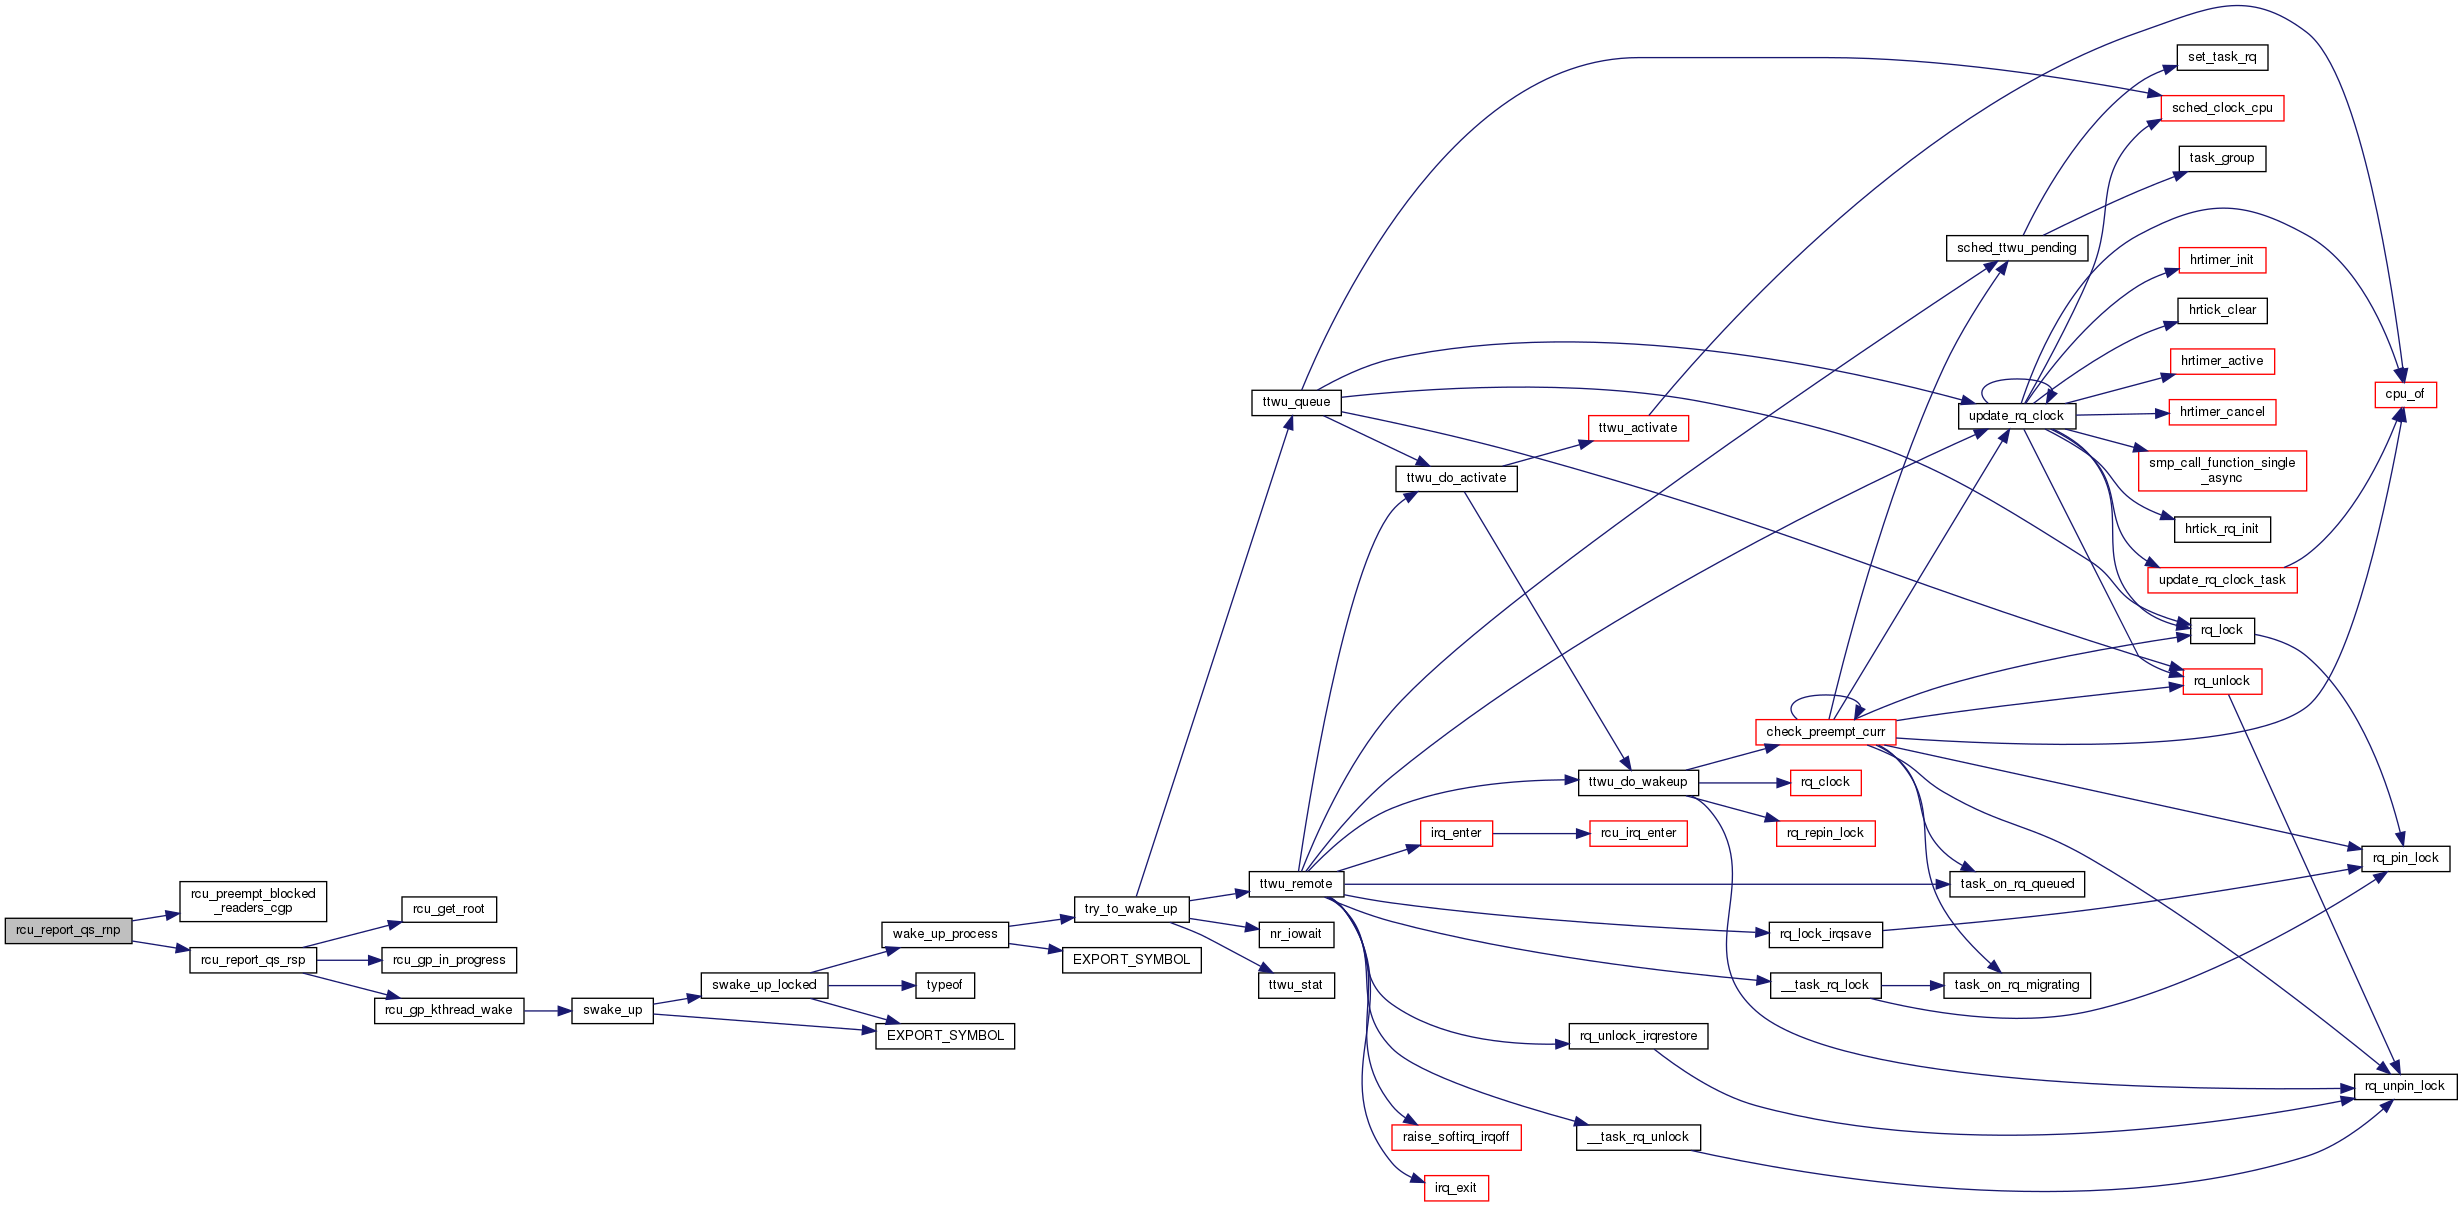 rcu_report_qs_rnp
rcu_preempt_blocked
_readers_cgp
rcu_report_qs_rsp
rcu_get_root
rcu_gp_in_progress
rcu_gp_kthread_wake
swake_up
swake_up_locked
wake_up_process
typeof
EXPORT_SYMBOL
try_to_wake_up
EXPORT_SYMBOL
ttwu_queue
ttwu_remote
nr_iowait
ttwu_stat
ttwu_do_activate
irq_enter
raise_softirq_irqoff
irq_exit
ttwu_activate
ttwu_do_wakeup
rcu_irq_enter
rq_unlock_irqrestore
__task_rq_unlock
check_preempt_curr
rq_clock
rq_repin_lock
rq_lock_irqsave
__task_rq_lock
sched_ttwu_pending
update_rq_clock
task_on_rq_queued
task_on_rq_migrating
set_task_rq
sched_clock_cpu
task_group
hrtimer_init
hrtick_clear
hrtimer_active
hrtimer_cancel
smp_call_function_single
_async
hrtick_rq_init
update_rq_clock_task
rq_lock
rq_unlock
cpu_of
rq_pin_lock
rq_unpin_lock